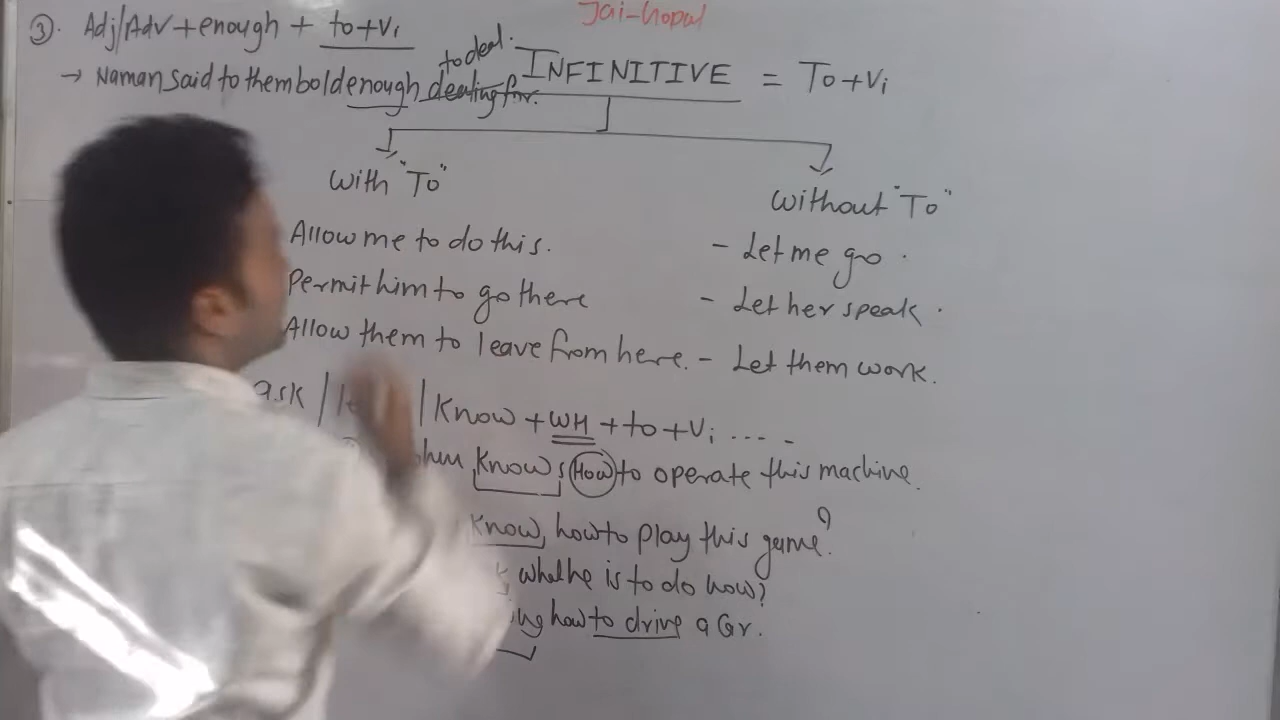 Jai-Gopal
③. Adj/Adv + enough + to+V₁
to deal.
→ Naman said to them bold enough dealing for.
INFINITIVE = To+V₁
With "To"
Without "To"
Allow me to do this.
- Let me go.
Permit him to go there
- Let her speak.
Allow them to leave from here.
- Let them work.
ask / | Know + WH + to + V₁ ....
Knows How to operate this machine.
Know, how to play this game?
what he is to do now?
how to drive a Car.